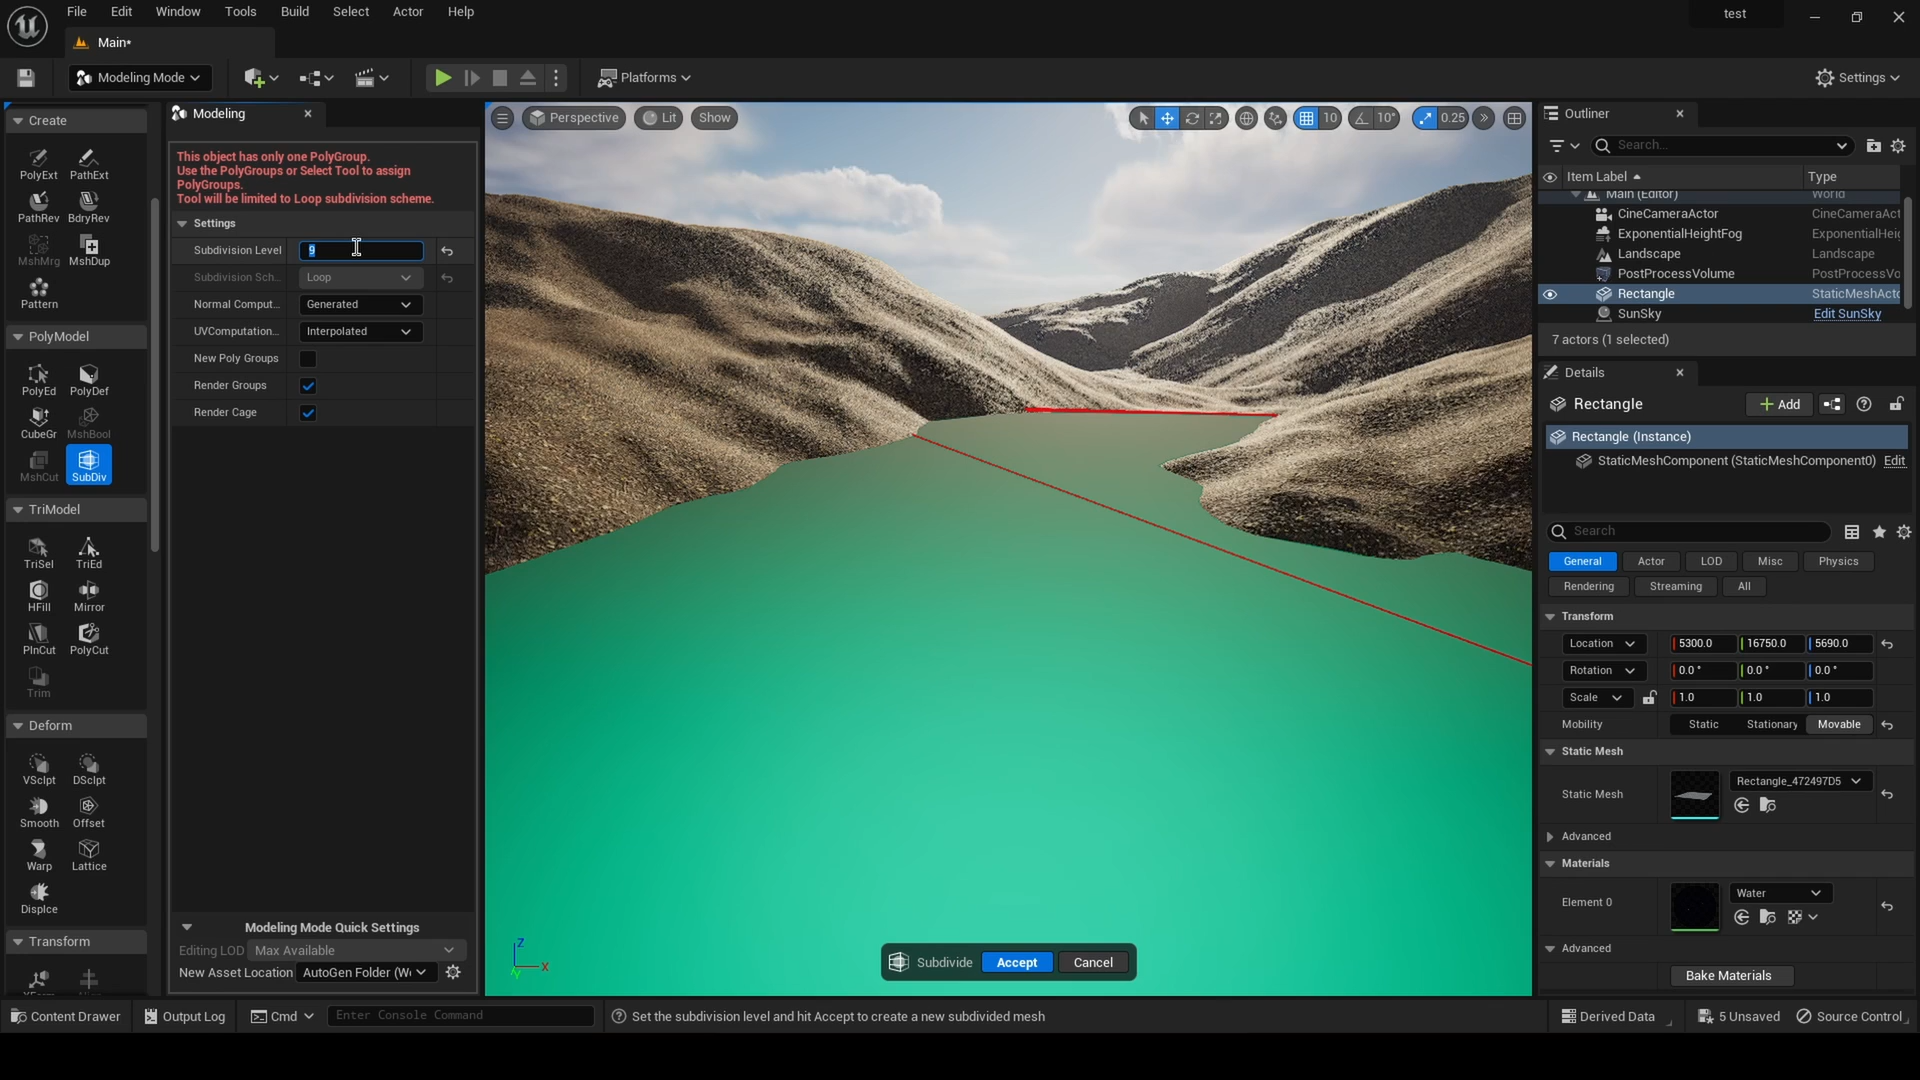 File Edit Window Tools Build Select Actor Help
test
Main*
Modeling Mode
Platforms
Settings
Create
PolyExt PathExt
PathRev BdryRev
MshMrg MshDup
Pattern
PolyModel
PolyEd PolyDef
CubeGr MshBool
MshCut SubDiv
TriModel
TriSel TriEd
HFill Mirror
PlnCut PolyCut
Trim
Deform
VSclpt DSclpt
Smooth Offset
Warp Lattice
Displce
Transform
Modeling
This object has only one PolyGroup.
Use the PolyGroups or Select Tool to assign
PolyGroups.
Tool will be limited to Loop subdivision scheme.
Settings
Subdivision Level 9
Subdivision Sch... Loop
Normal Comput... Generated
UVComputation... Interpolated
New Poly Groups
Render Groups
Render Cage
Modeling Mode Quick Settings
Editing LOD Max Available
New Asset Location AutoGen Folder (W
Perspective Lit Show
10 10° 0.25
Z
X
Y
Subdivide Accept Cancel
Outliner
Search...
Item Label Type
Main (Editor) World
CineCameraActor CineCameraAct
ExponentialHeightFog ExponentialHeig
Landscape Landscape
PostProcessVolume PostProcessVo
Rectangle StaticMeshActo
SunSky Edit SunSky
7 actors (1 selected)
Details
Rectangle Add
Rectangle (Instance)
StaticMeshComponent (StaticMeshComponent0) Edit
Search
General Actor LOD Misc Physics
Rendering Streaming All
Transform
Location 5300.0 16750.0 5690.0
Rotation 0.0 ° 0.0 ° 0.0 °
Scale 1.0 1.0 1.0
Mobility Static Stationary Movable
Static Mesh
Static Mesh Rectangle_472497D5
Advanced
Materials
Element 0 Water
Advanced
Bake Materials
Content Drawer Output Log Cmd Enter Console Command Set the subdivision level and hit Accept to create a new subdivided mesh Derived Data 5 Unsaved Source Control